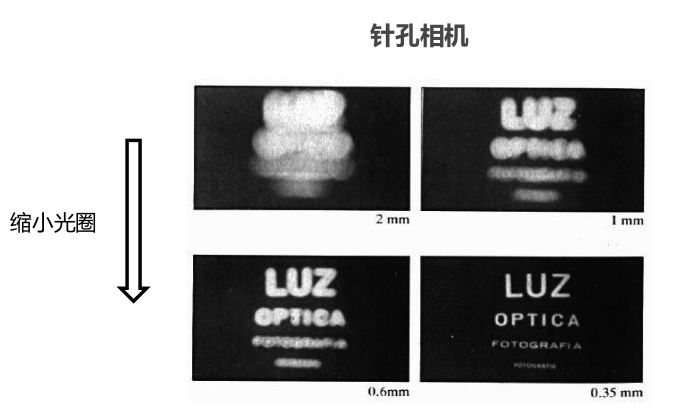 针孔相机
LUZ
2 mm
LUZ
OPTICA
1 mm
缩小光圈
LUZ
OPTICA
0.6mm
LUZ
OPTICA
FOTOGRAFIA
FOTOGRAFIA
0.35 mm